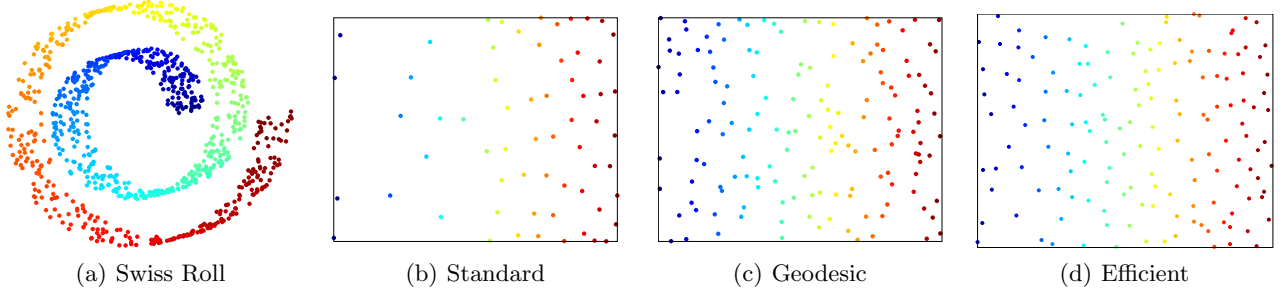 (a) Swiss Roll
(b) Standard
(c) Geodesic
(d) Efficient